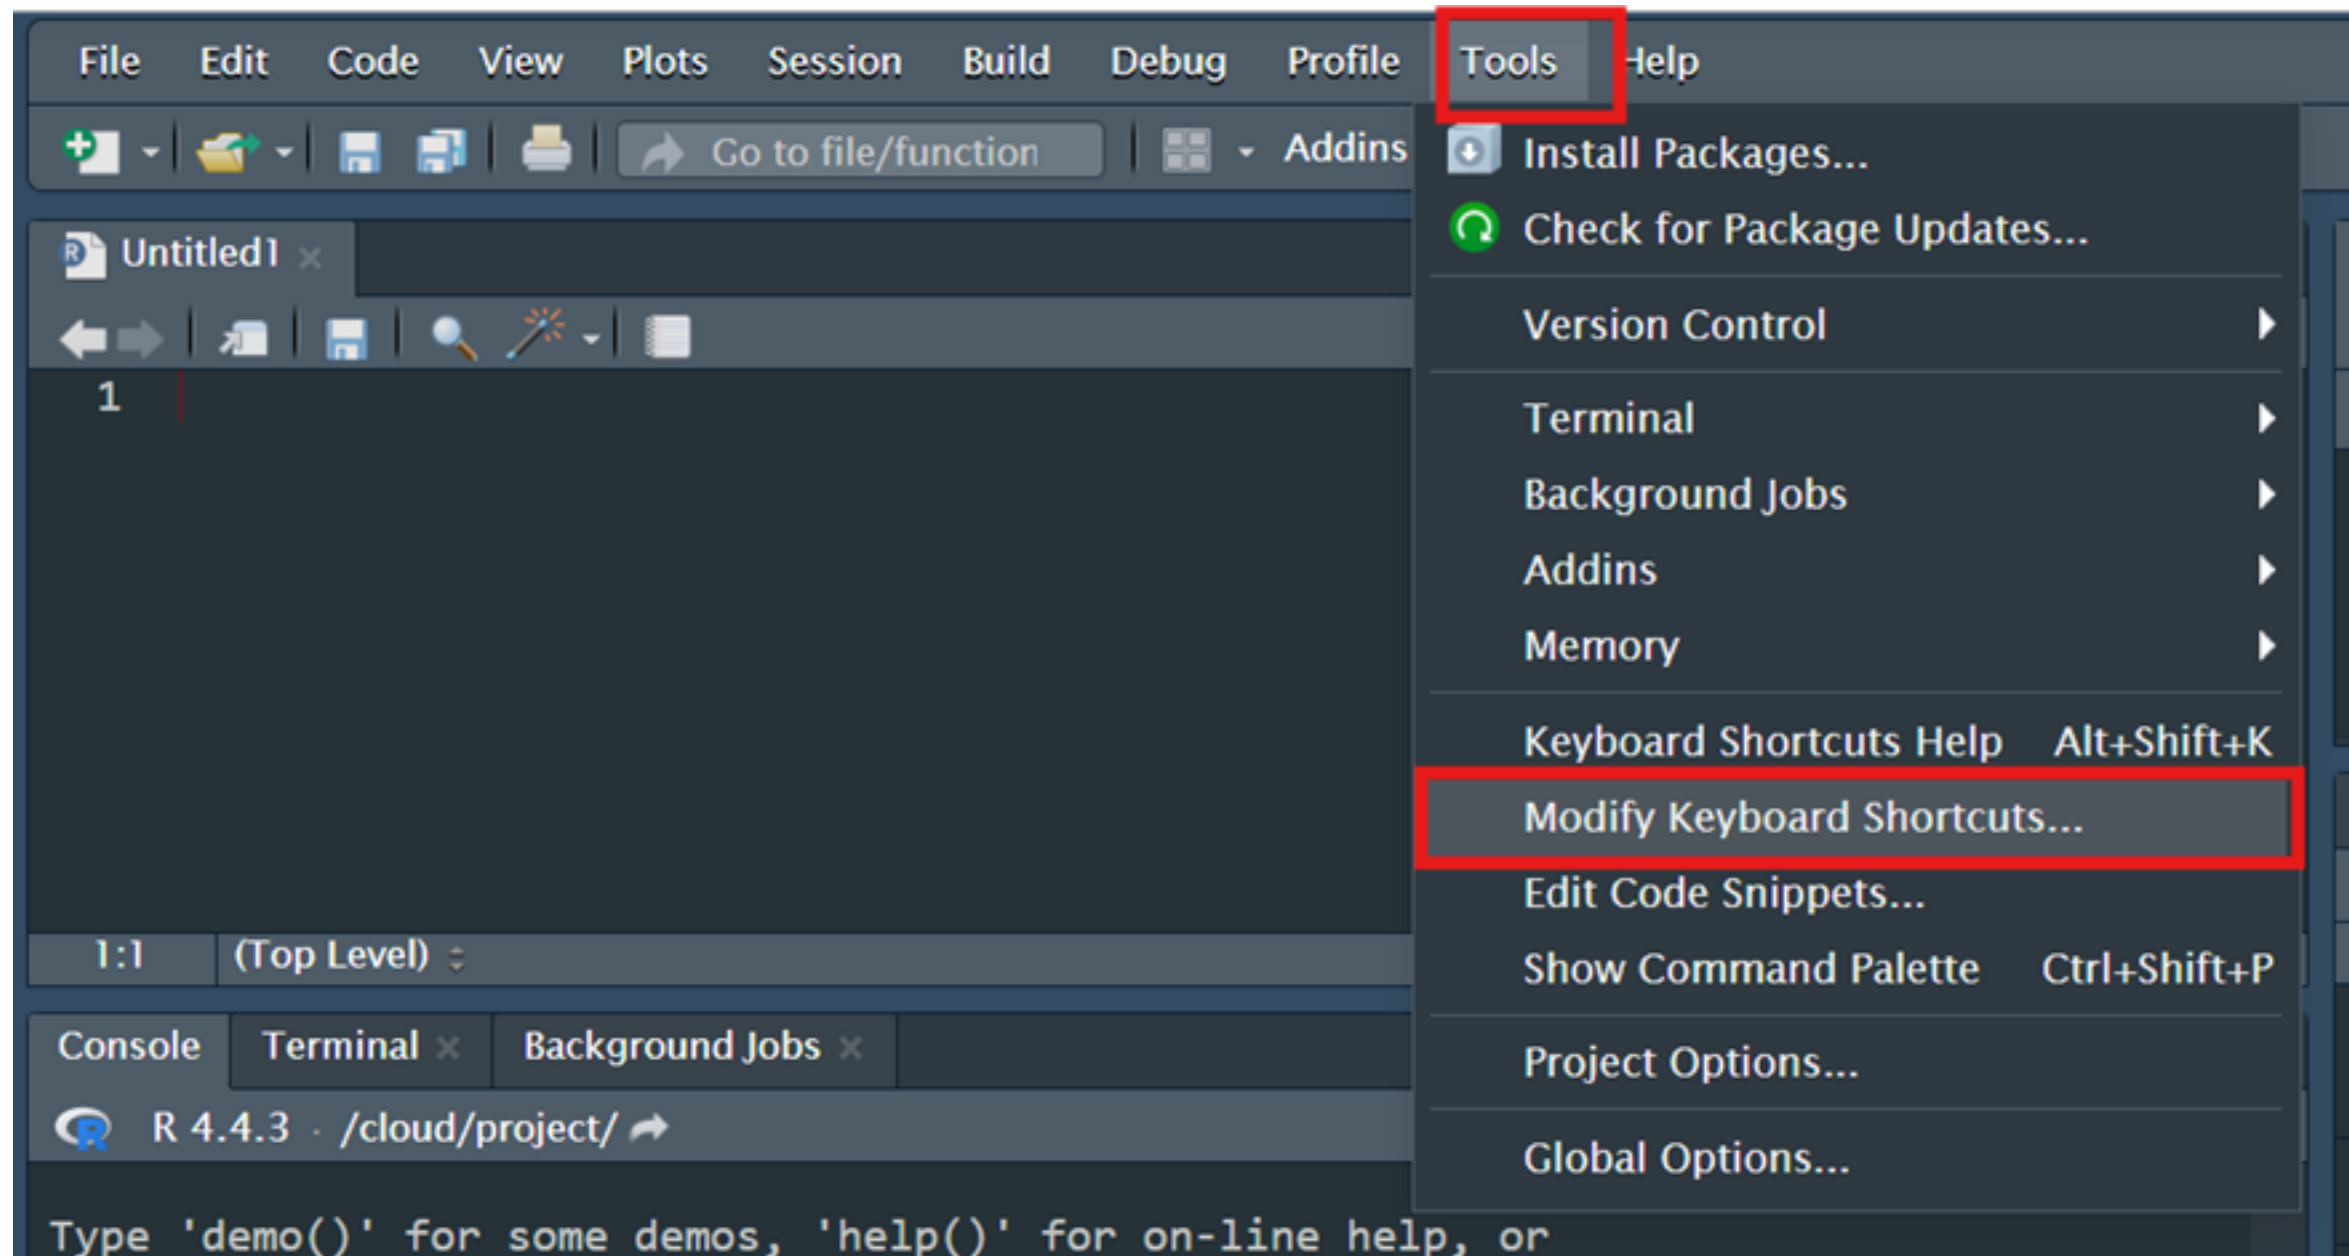 File Edit Code View Plots Session Build Debug Profile Tools Help
Go to file/function Addins
Install Packages...
Check for Package Updates...
Untitled1
Version Control
1
Terminal
Background Jobs
Addins
Memory
Keyboard Shortcuts Help Alt+Shift+K
Modify Keyboard Shortcuts...
Edit Code Snippets...
Show Command Palette Ctrl+Shift+P
Project Options...
Global Options...
1:1 (Top Level)
Console Terminal Background Jobs
R 4.4.3 · /cloud/project/
Type 'demo()' for some demos, 'help()' for on-line help, or